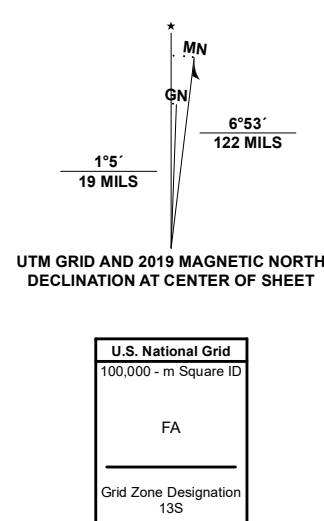 MN
GN
6°53´
122 MILS
1°5´
19 MILS
UTM GRID AND 2019 MAGNETIC NORTH
DECLINATION AT CENTER OF SHEET
U.S. National Grid
100,000 - m Square ID
FA
Grid Zone Designation
13S